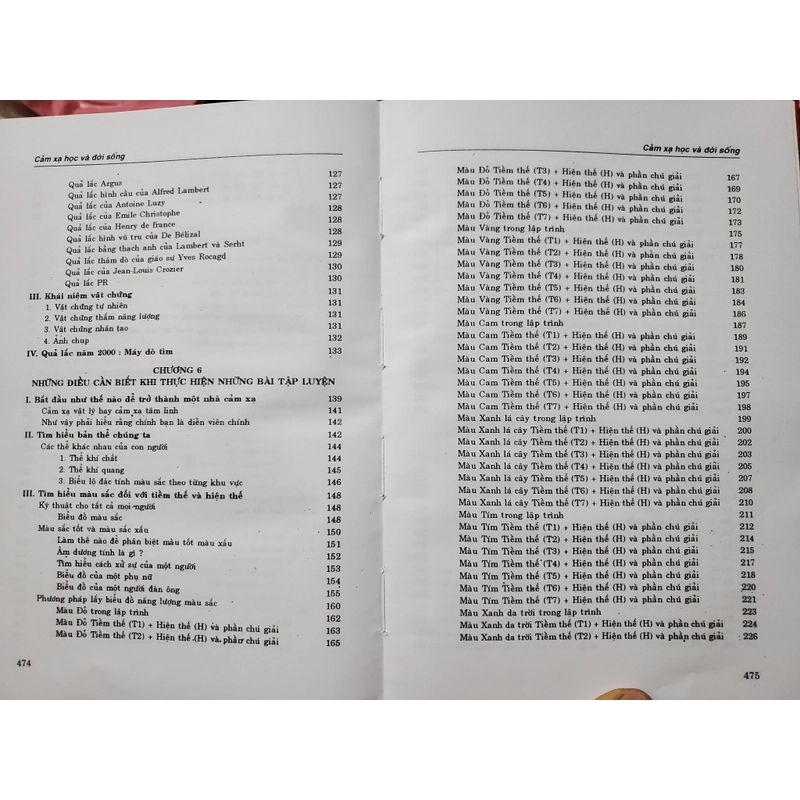 Cảm xạ học và đời sống
Quả lắc Argus 127
Quả lắc hình cầu của Alfred Lambert 127
Quả lắc của Antoine Luzy 127
Quả lắc của Emile Christophe 128
Quả lắc của Henry de france 128
Quả lắc hình vũ trụ của De Bélizal 128
Quả lắc bằng thạch anh của Lambert và Serht 129
Quả lắc thám dò của giáo sư Yves Rocagd 129
Quả lắc của Jean-Louis Crozier 130
Quả lắc PR 130
III. Khái niệm vật chứng 131
1. Vật chứng tự nhiên 131
2. Vật chứng thấm năng lượng 131
3. Vật chứng nhân tạo 131
4. Ảnh chụp 132
IV. Quả lắc năm 2000 : Máy dò tìm 133
CHƯƠNG 6
NHỮNG ĐIỀU CẦN BIẾT KHI THỰC HIỆN NHỮNG BÀI TẬP LUYỆN
I. Bắt đầu như thế nào để trở thành một nhà cảm xạ 139
Cảm xạ vật lý hay cảm xạ tâm linh 141
Như vậy phải hiểu rằng chính bạn là diễn viên chính 142
II. Tìm hiểu bản thể chúng ta 142
Các thể khác nhau của con người 144
1. Thể khí chất 144
2. Thể khí quang 145
3. Biểu lộ đặc tính màu sắc theo từng khu vực 146
III. Tìm hiểu màu sắc đối với tiềm thế và hiện thế 148
Kỹ thuật cho tất cả mọi người 148
Biểu đồ màu sắc 148
Màu sắc tốt và màu sắc xấu 150
Làm thế nào để phân biệt màu tốt màu xấu 151
Âm dương tính là gì ? 152
Tìm hiểu cách xử sự của một người 153
Biểu đồ của một phụ nữ 154
Biểu đồ của một người đàn ông 155
Phương pháp lấy biểu đồ năng lượng màu sắc 160
Màu Đỏ trong lập trình 162
Màu Đỏ Tiềm thế (T1) + Hiện thế (H) và phần chú giải 163
Màu Đỏ Tiềm thế (T2) + Hiện thế (H) và phần chú giải 165
474
Cảm xạ học và đời sống
Màu Đỏ Tiềm thế (T3) + Hiện thế (H) và phần chú giải 167
Màu Đỏ Tiềm thế (T4) + Hiện thế (H) và phần chú giải 169
Màu Đỏ Tiềm thế (T5) + Hiện thế (H) và phần chú giải 170
Màu Đỏ Tiềm thế (T6) + Hiện thế (H) và phần chú giải 172
Màu Đỏ Tiềm thế (T7) + Hiện thế (H) và phần chú giải 173
Màu Vàng trong lập trình 175
Màu Vàng Tiềm thế (T1) + Hiện thế (H) và phần chú giải 177
Màu Vàng Tiềm thế (T2) + Hiện thế (H) và phần chú giải 178
Màu Vàng Tiềm thế (T3) + Hiện thế (H) và phần chú giải 180
Màu Vàng Tiềm thế (T4) + Hiện thế (H) và phần chú giải 181
Màu Vàng Tiềm thế (T5) + Hiện thế (H) và phần chú giải 183
Màu Vàng Tiềm thế (T6) + Hiện thế (H) và phần chú giải 184
Màu Vàng Tiềm thế (T7) + Hiện thế (H) và phần chú giải 186
Màu Cam trong lập trình 187
Màu Cam Tiềm thế (T1) + Hiện thế (H) và phần chú giải 189
Màu Cam Tiềm thế (T2) + Hiện thế (H) và phần chú giải 191
Màu Cam Tiềm thế (T3) + Hiện thế (H) và phần chú giải 192
Màu Cam Tiềm thế (T4) + Hiện thế (H) và phần chú giải 194
Màu Cam Tiềm thế (T5) + Hiện thế (H) và phần chú giải 195
Màu Cam Tiềm thế (T6) + Hiện thế (H) và phần chú giải 197
Màu Cam Tiềm thế (T7) + Hiện thế (H) và phần chú giải 198
Màu Xanh lá cây trong lập trình 199
Màu Xanh lá cây Tiềm thế (T1) + Hiện thế (H) và phần chú giải 200
Màu Xanh lá cây Tiềm thế (T2) + Hiện thế (H) và phần chú giải 202
Màu Xanh lá cây Tiềm thế (T3) + Hiện thế (H) và phần chú giải 203
Màu Xanh lá cây Tiềm thế (T4) + Hiện thế (H) và phần chú giải 205
Màu Xanh lá cây Tiềm thế (T5) + Hiện thế (H) và phần chú giải 207
Màu Xanh lá cây Tiềm thế (T6) + Hiện thế (H) và phần chú giải 208
Màu Xanh lá cây Tiềm thế (T7) + Hiện thế (H) và phần chú giải 210
Màu Tím trong lập trình 211
Màu Tím Tiềm thế (T1) + Hiện thế (H) và phần chú giải 212
Màu Tím Tiềm thế (T2) + Hiện thế (H) và phần chú giải 214
Màu Tím Tiềm thế (T3) + Hiện thế (H) và phần chú giải 215
Màu Tím Tiềm thế (T4) + Hiện thế (H) và phần chú giải 217
Màu Tím Tiềm thế (T5) + Hiện thế (H) và phần chú giải 218
Màu Tím Tiềm thế (T6) + Hiện thế (H) và phần chú giải 220
Màu Tím Tiềm thế (T7) + Hiện thế (H) và phần chú giải 221
Màu Xanh da trời trong lập trình 223
Màu Xanh da trời Tiềm thế (T1) + Hiện thế (H) và phần chú giải 224
Màu Xanh da trời Tiềm thế (T2) + Hiện thế (H) và phần chú giải 226
475